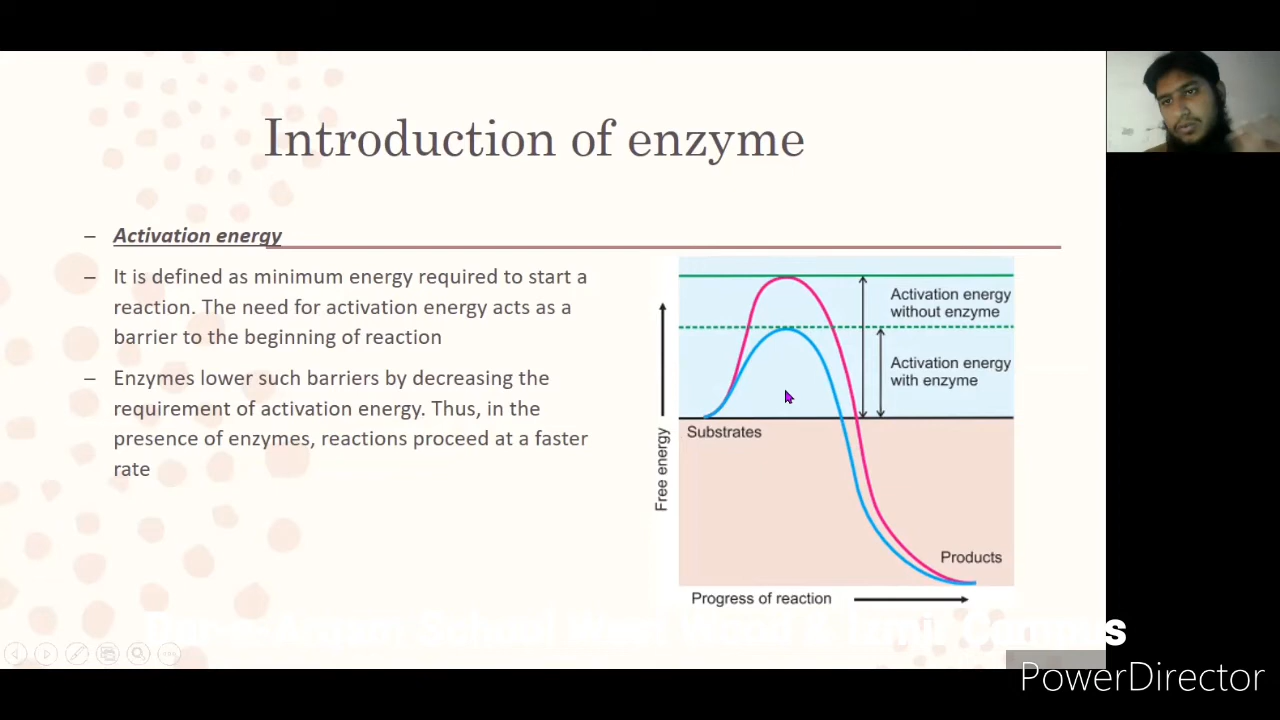 Introduction of enzyme
– Activation energy
– It is defined as minimum energy required to start a
reaction. The need for activation energy acts as a
barrier to the beginning of reaction
– Enzymes lower such barriers by decreasing the
requirement of activation energy. Thus, in the
presence of enzymes, reactions proceed at a faster
rate
Activation energy
without enzyme
Activation energy
with enzyme
Substrates
Free energy
Products
Progress of reaction
PowerDirector